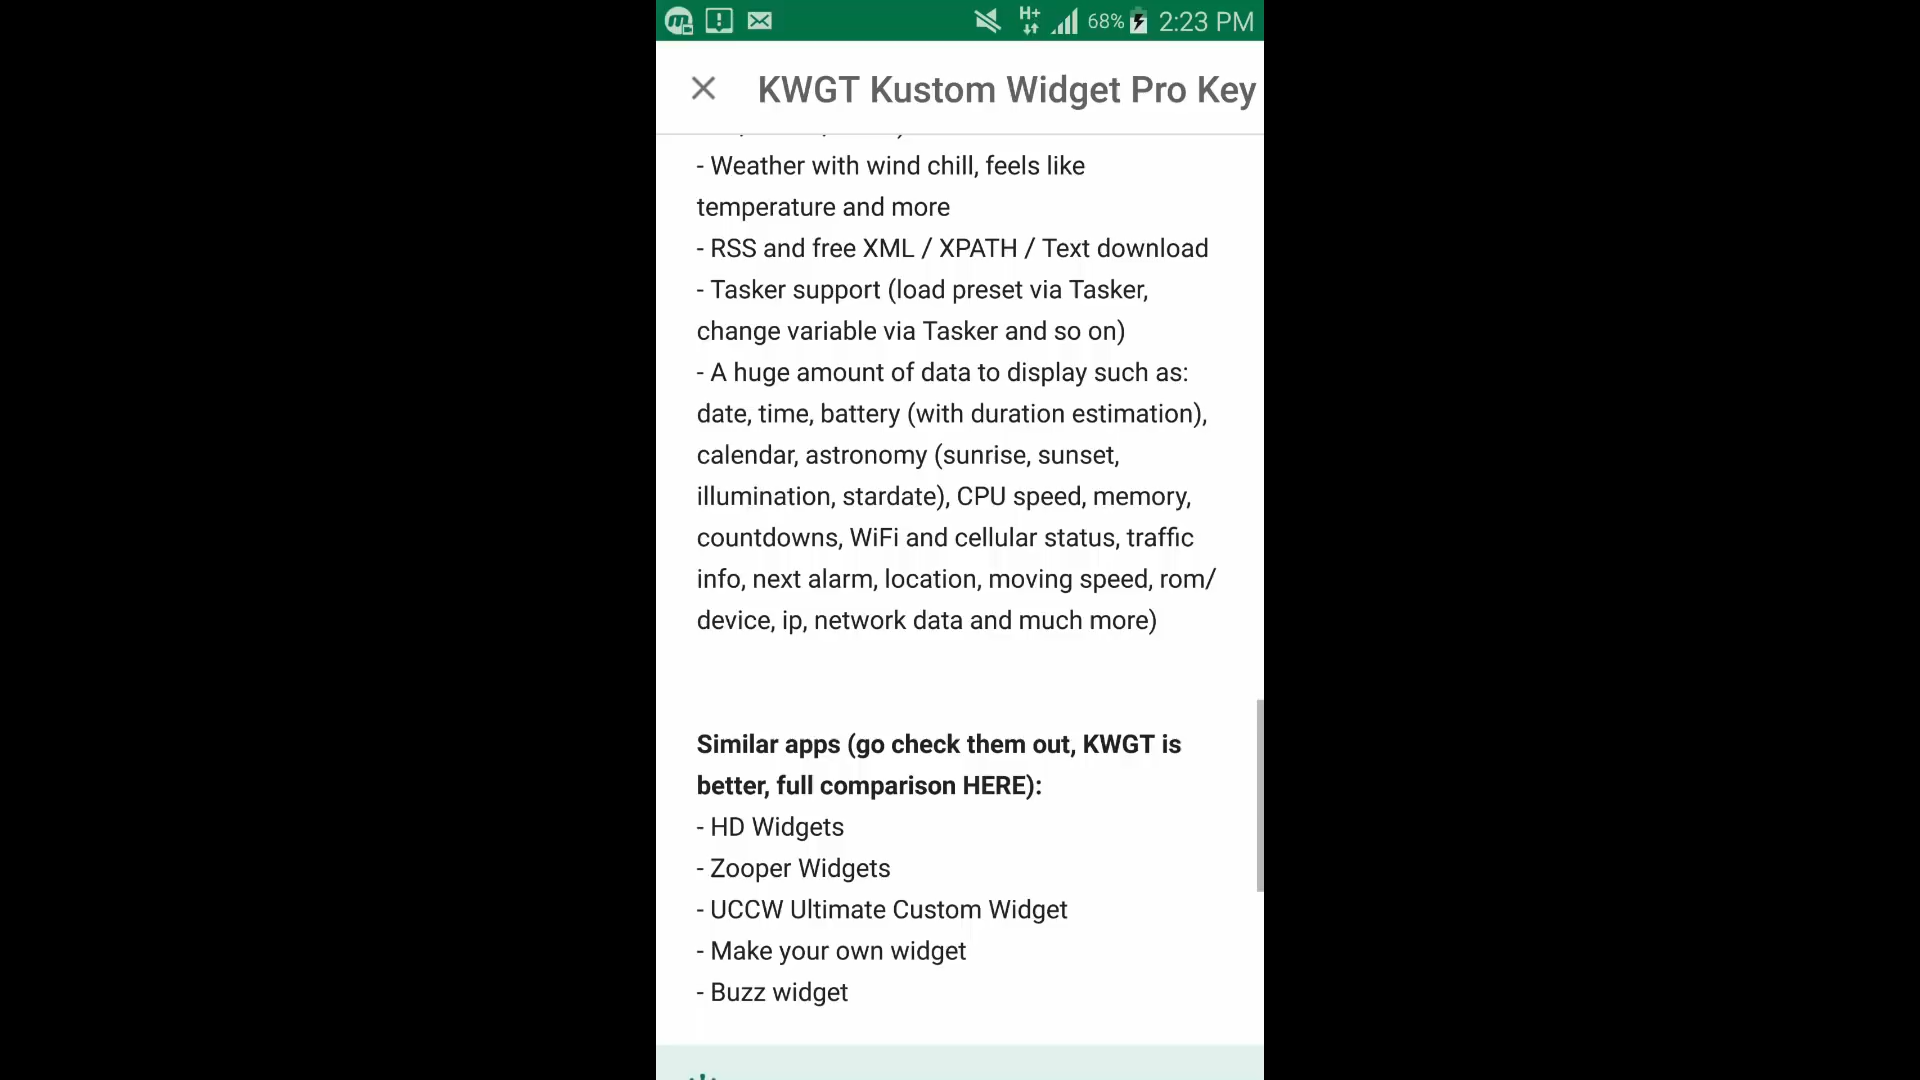 H+ 68% 2:23 PM
KWGT Kustom Widget Pro Key
- Weather with wind chill, feels like
temperature and more
- RSS and free XML / XPATH / Text download
- Tasker support (load preset via Tasker,
change variable via Tasker and so on)
- A huge amount of data to display such as:
date, time, battery (with duration estimation),
calendar, astronomy (sunrise, sunset,
illumination, stardate), CPU speed, memory,
countdowns, WiFi and cellular status, traffic
info, next alarm, location, moving speed, rom/
device, ip, network data and much more)
Similar apps (go check them out, KWGT is
better, full comparison HERE):
- HD Widgets
- Zooper Widgets
- UCCW Ultimate Custom Widget
- Make your own widget
- Buzz widget